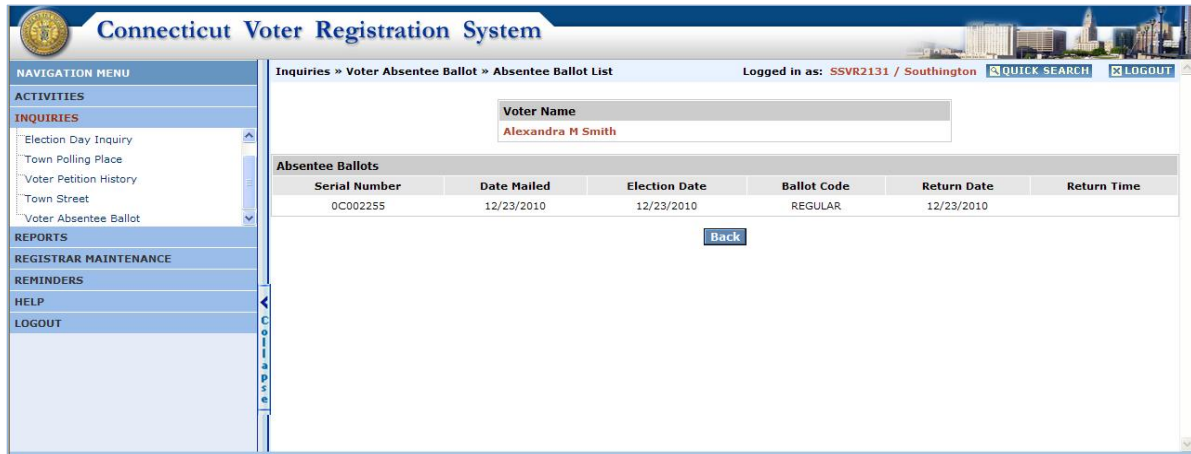 Connecticut Voter Registration System
NAVIGATION MENU
ACTIVITIES
INQUIRIES
Election Day Inquiry
Town Polling Place
Voter Petition History
Town Street
Voter Absentee Ballot
REPORTS
REGISTRAR MAINTENANCE
REMINDERS
HELP
LOGOUT
Collapse
Inquiries » Voter Absentee Ballot » Absentee Ballot List Logged in as: SSVR2131 / Southington QUICK SEARCH LOGOUT
Voter Name
Alexandra M Smith
Absentee Ballots
Serial Number Date Mailed Election Date Ballot Code Return Date Return Time
0C002255 12/23/2010 12/23/2010 REGULAR 12/23/2010
Back